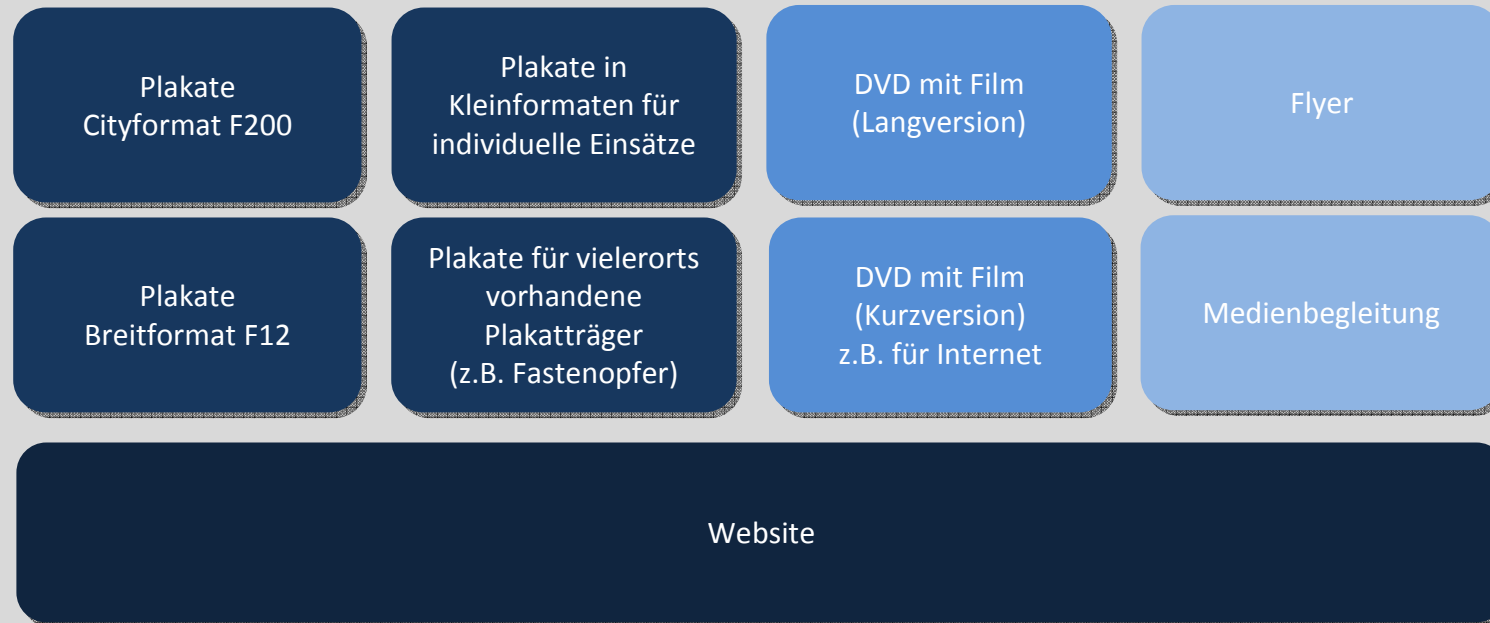 Plakate
Cityformat F200
Plakate in
Kleinformaten für
individuelle Einsätze
DVD mit Film
(Langversion)
Flyer
Plakate
Breitformat F12
Plakate für vielerorts
vorhandene
Plakatträger
(z.B. Fastenopfer)
DVD mit Film
(Kurzversion)
z.B. für Internet
Medienbegleitung
Website